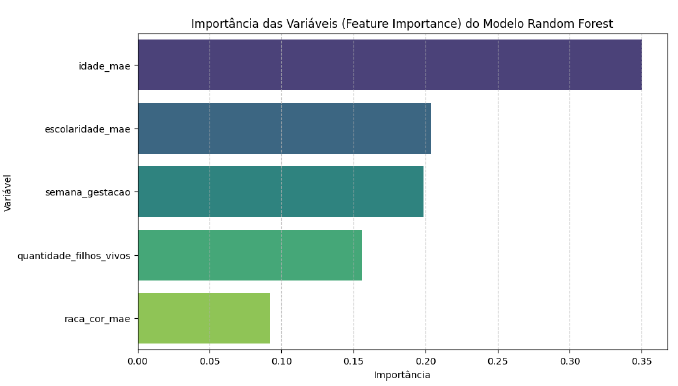 Importância das Variáveis (Feature Importance) do Modelo Random Forest
idade_mae
escolaridade_mae
semana_gestacao
quantidade_filhos_vivos
raca_cor_mae
Variável
0.00 0.05 0.10 0.15 0.20 0.25 0.30 0.35
Importância